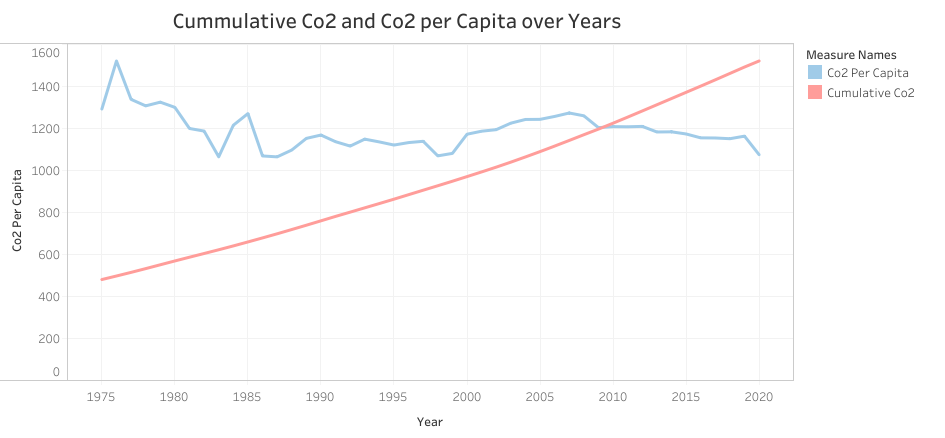 Cummulative Co2 and Co2 per Capita over Years
Measure Names
Co2 Per Capita
Cumulative Co2
Co2 Per Capita
1600
1400
1200
1000
800
600
400
200
0
1975 1980 1985 1990 1995 2000 2005 2010 2015 2020
Year